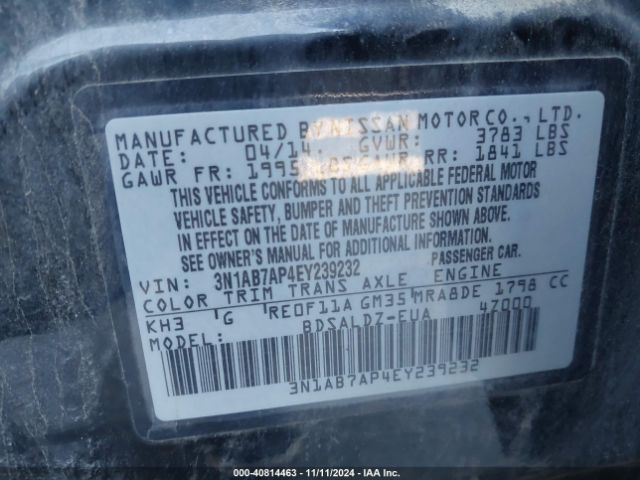 MANUFACTURED BY NISSAN MOTOR CO., LTD.
DATE: 04/14 GVWR: 3783 LBS
GAWR FR: 1995 LBS GAWR RR: 1841 LBS
THIS VEHICLE CONFORMS TO ALL APPLICABLE FEDERAL MOTOR
VEHICLE SAFETY, BUMPER AND THEFT PREVENTION STANDARDS
IN EFFECT ON THE DATE OF MANUFACTURE SHOWN ABOVE.
SEE OWNER'S MANUAL FOR ADDITIONAL INFORMATION.
VIN: 3N1AB7AP4EY239232 PASSENGER CAR.
COLOR TRIM TRANS AXLE ENGINE
KH3 G RE0F11A GM35 MRA8DE 1798 CC
MODEL. BDSALDZ-EUA 47000
3N1AB7AP4EY239232
000-40814463 - 11/11/2024 - IAA Inc.